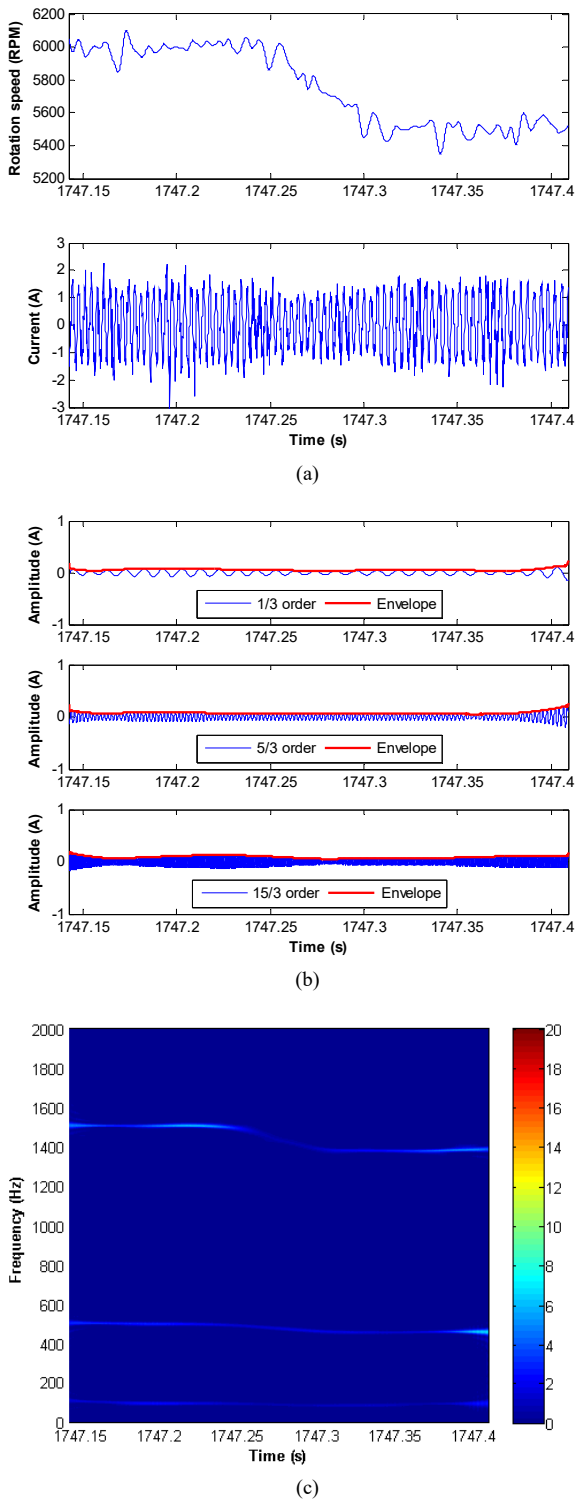 6200
6000
5800
5600
5400
5200
Rotation speed (RPM)
1747.15 1747.2 1747.25 1747.3 1747.35 1747.4
3
2
1
0
-1
-2
-3
Current (A)
1747.15 1747.2 1747.25 1747.3 1747.35 1747.4
Time (s)
(a)
1
0
-1
Amplitude (A)
1/3 order Envelope
1747.15 1747.2 1747.25 1747.3 1747.35 1747.4
1
0
-1
Amplitude (A)
5/3 order Envelope
1747.15 1747.2 1747.25 1747.3 1747.35 1747.4
1
0
-1
Amplitude (A)
15/3 order Envelope
1747.15 1747.2 1747.25 1747.3 1747.35 1747.4
Time (s)
(b)
2000
1800
1600
1400
1200
1000
800
600
400
200
0
Frequency (Hz)
1747.15 1747.2 1747.25 1747.3 1747.35 1747.4
Time (s)
20
18
16
14
12
10
8
6
4
2
0
(c)